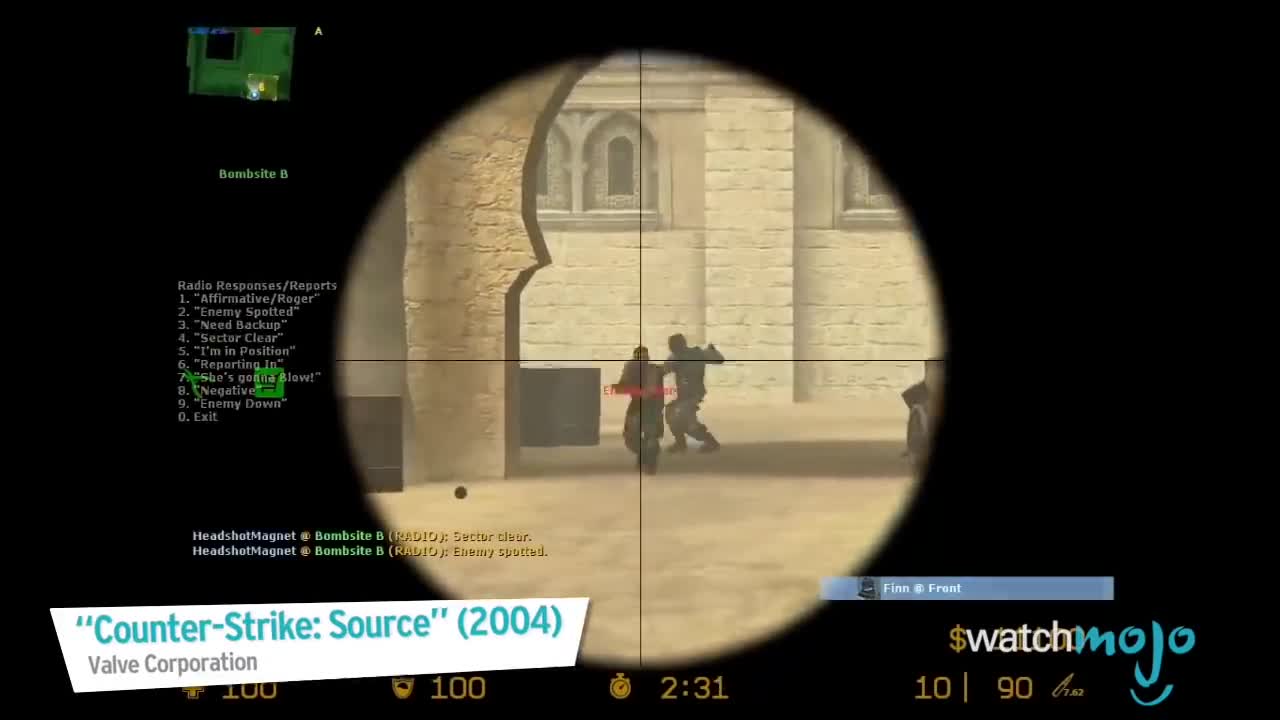 A
6
Bombsite B
Radio Responses/Reports
1. "Affirmative/Roger"
2. "Enemy Spotted"
3. "Need Backup"
4. "Sector Clear"
5. "I'm in Position"
6. "Reporting In"
7. "She's gonna Blow!"
8. "Negative
9. "Enemy Down"
0. Exit
HeadshotMagnet @ Bombsite B (RADIO): Sector clear.
HeadshotMagnet @ Bombsite B (RADIO): Enemy spotted.
Finn @ Front
"Counter-Strike: Source" (2004)
Valve Corporation
$
watchmojo
100 100 2:31 10 | 90 7.62